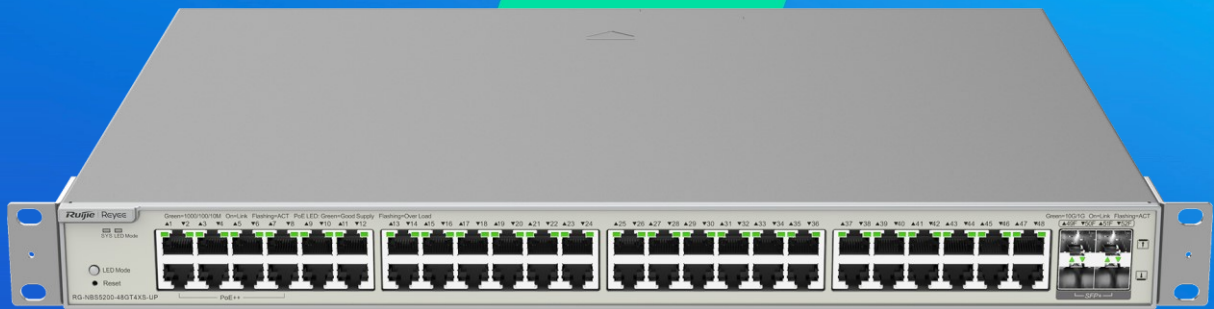 Ruijie Reyee
Green=1000/100/10M On=Link Flashing=ACT PoE LED: Green=Good Supply Flashing=Over Load
Green=10G/1G On=Link Flashing=ACT
▲1 ▼2 ▲3 ▼4 ▲5 ▼6 ▲7 ▼8 ▲9 ▼10 ▲11 ▼12 ▲13 ▼14 ▲15 ▼16 ▲17 ▼18 ▲19 ▼20 ▲21 ▼22 ▲23 ▼24 ▲25 ▼26 ▲27 ▼28 ▲29 ▼30 ▲31 ▼32 ▲33 ▼34 ▲35 ▼36 ▲37 ▼38 ▲39 ▼40 ▲41 ▼42 ▲43 ▼44 ▲45 ▼46 ▲47 ▼48 ▲49F ▼50F ▲51F ▼52F
SYS LED Mode
LED Mode
Reset
RG-NBS5200-48GT4XS-UP
PoE++
SFP+